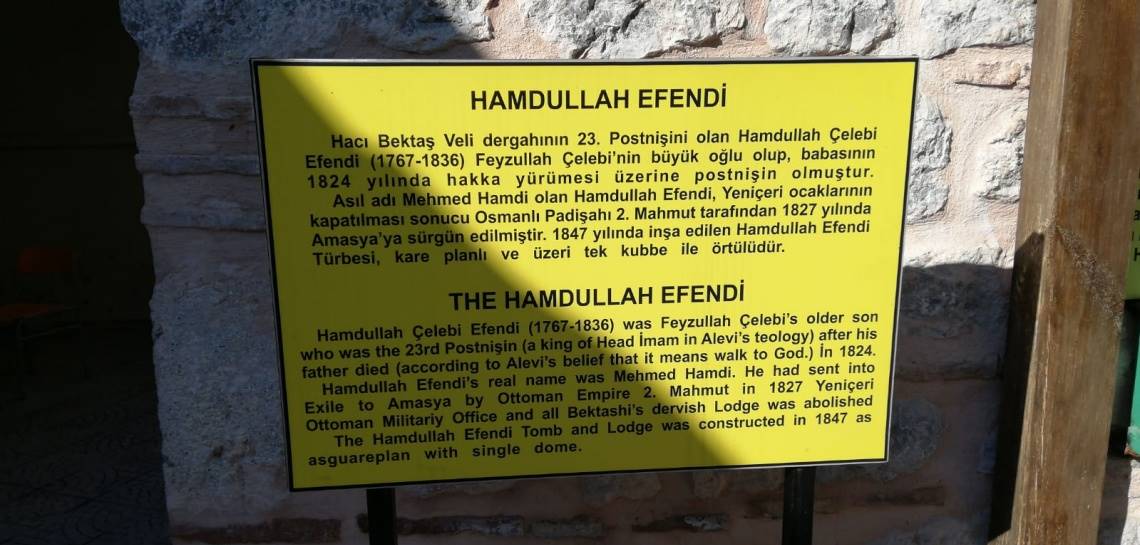 HAMDULLAH EFENDİ
Hacı Bektaş Veli dergahının 23. Postnişini olan Hamdullah Çelebi
Efendi (1767-1836) Feyzullah Çelebi'nin büyük oğlu olup, babasının
1824 yılında hakka yürümesi üzerine postnişin olmuştur.
Asıl adı Mehmed Hamdi olan Hamdullah Efendi, Yeniçeri ocaklarının
kapatılması sonucu Osmanlı Padişahı 2. Mahmut tarafından 1827 yılında
Amasya'ya sürgün edilmiştir. 1847 yılında inşa edilen Hamdullah Efendi
Türbesi, kare planlı ve üzeri tek kubbe ile örtülüdür.
THE HAMDULLAH EFENDİ
Hamdullah Çelebi Efendi (1767-1836) was Feyzullah Çelebi's older son
who was the 23rd Postnişin (a king of Head İmam in Alevi's teology) after his
father died (according to Alevi's belief that it means walk to God.) İn 1824.
Hamdullah Efendi's real name was Mehmed Hamdi. He had sent into
Exile to Amasya by Ottoman Empire 2. Mahmut in 1827 Yeniçeri
Ottoman Militariy Office and all Bektashi's dervish Lodge was abolished
The Hamdullah Efendi Tomb and Lodge was constructed in 1847 as
asguareplan with single dome.